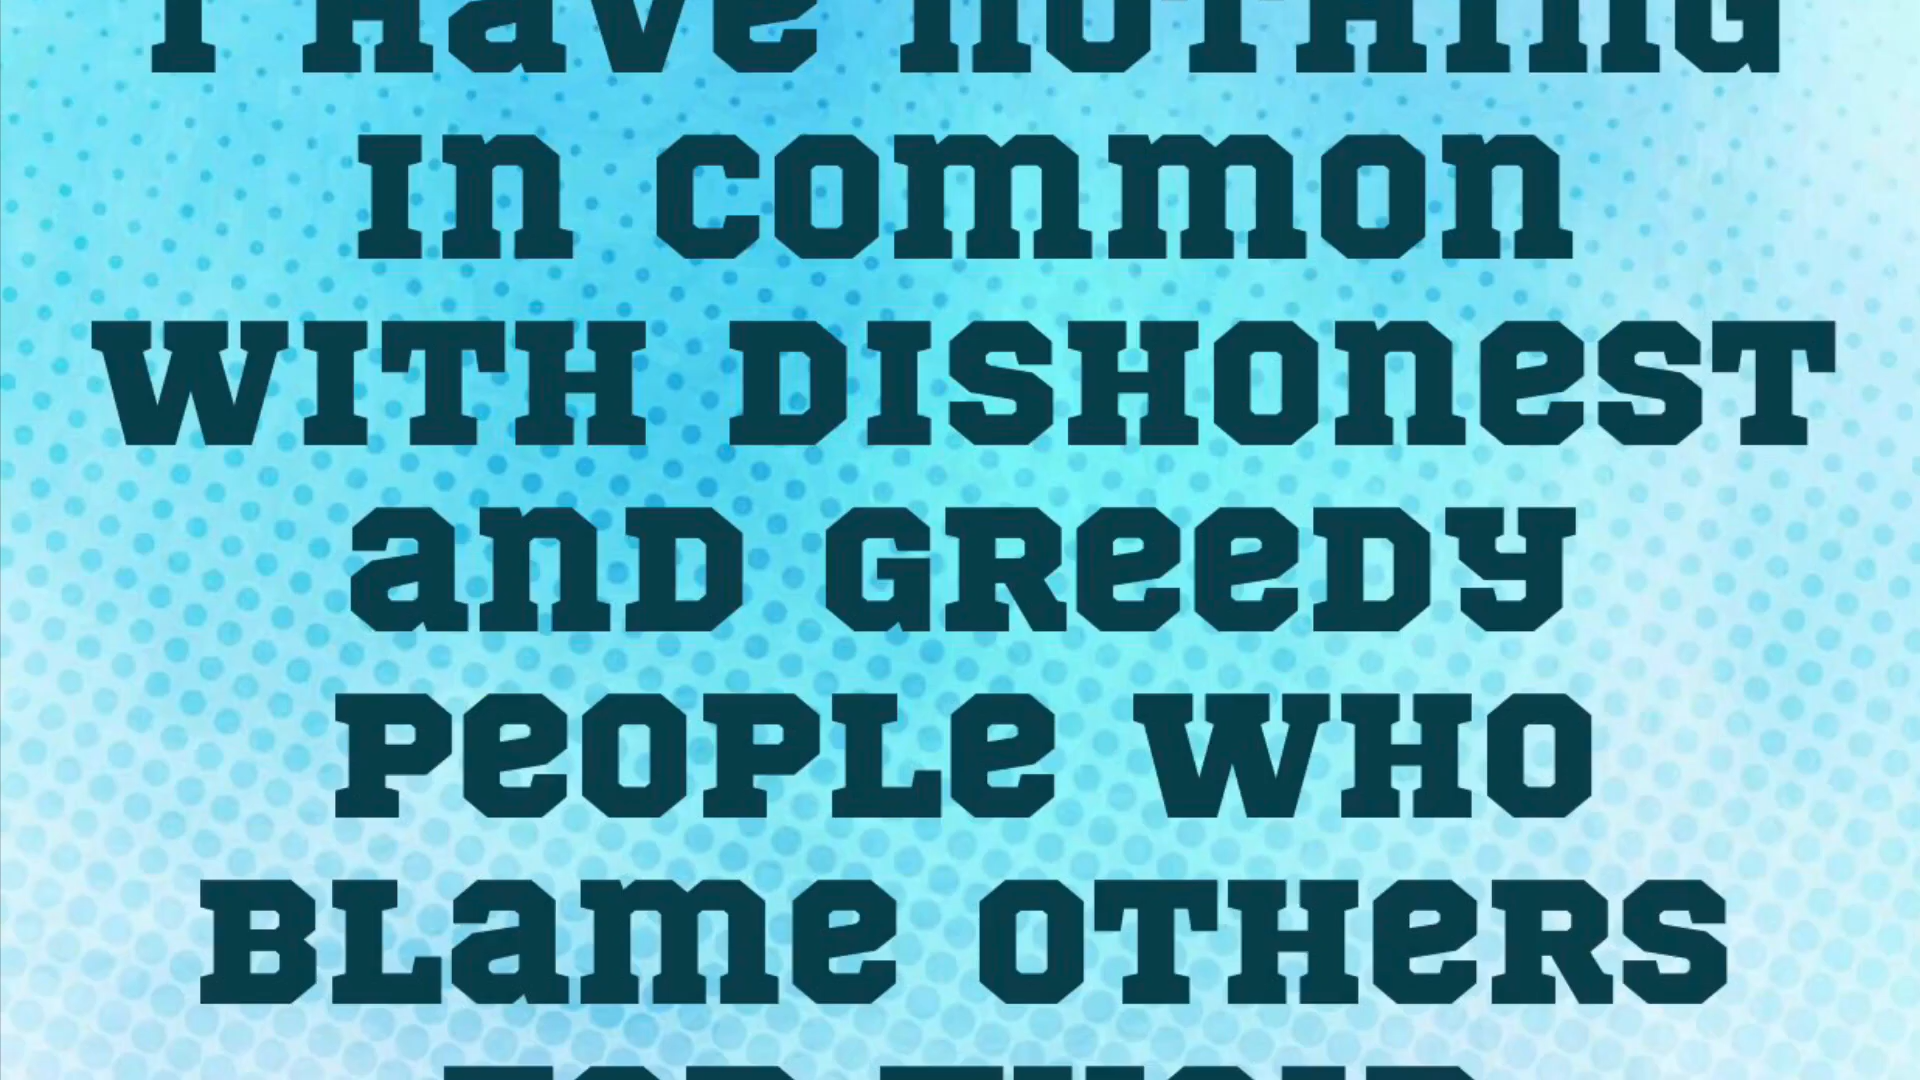 I Have nOTHInG
In common
WITH DISHOnEST
anD GReeDY
PeOPLe WHO
BLame OTHeRS